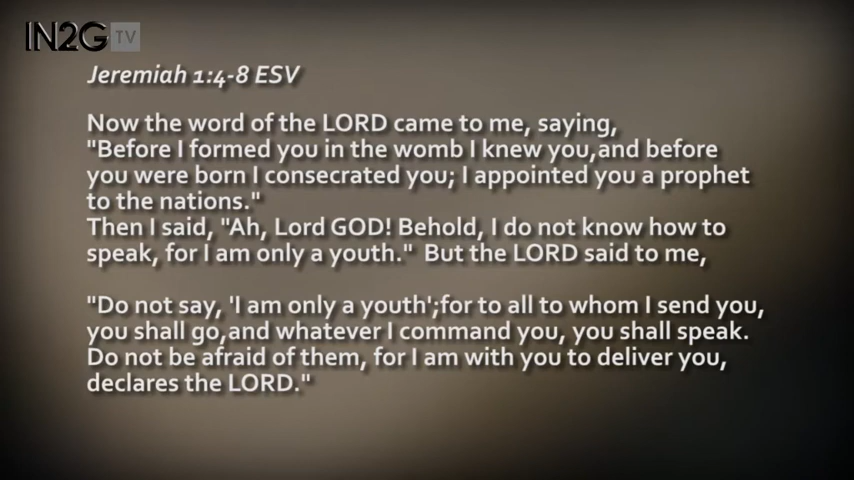 IN2G TV
Jeremiah 1:4-8 ESV
Now the word of the LORD came to me, saying,
"Before I formed you in the womb I knew you,and before
you were born I consecrated you; I appointed you a prophet
to the nations."
Then I said, "Ah, Lord GOD! Behold, I do not know how to
speak, for I am only a youth."  But the LORD said to me,
"Do not say, 'I am only a youth';for to all to whom I send you,
you shall go,and whatever I command you, you shall speak.
Do not be afraid of them, for I am with you to deliver you,
declares the LORD."